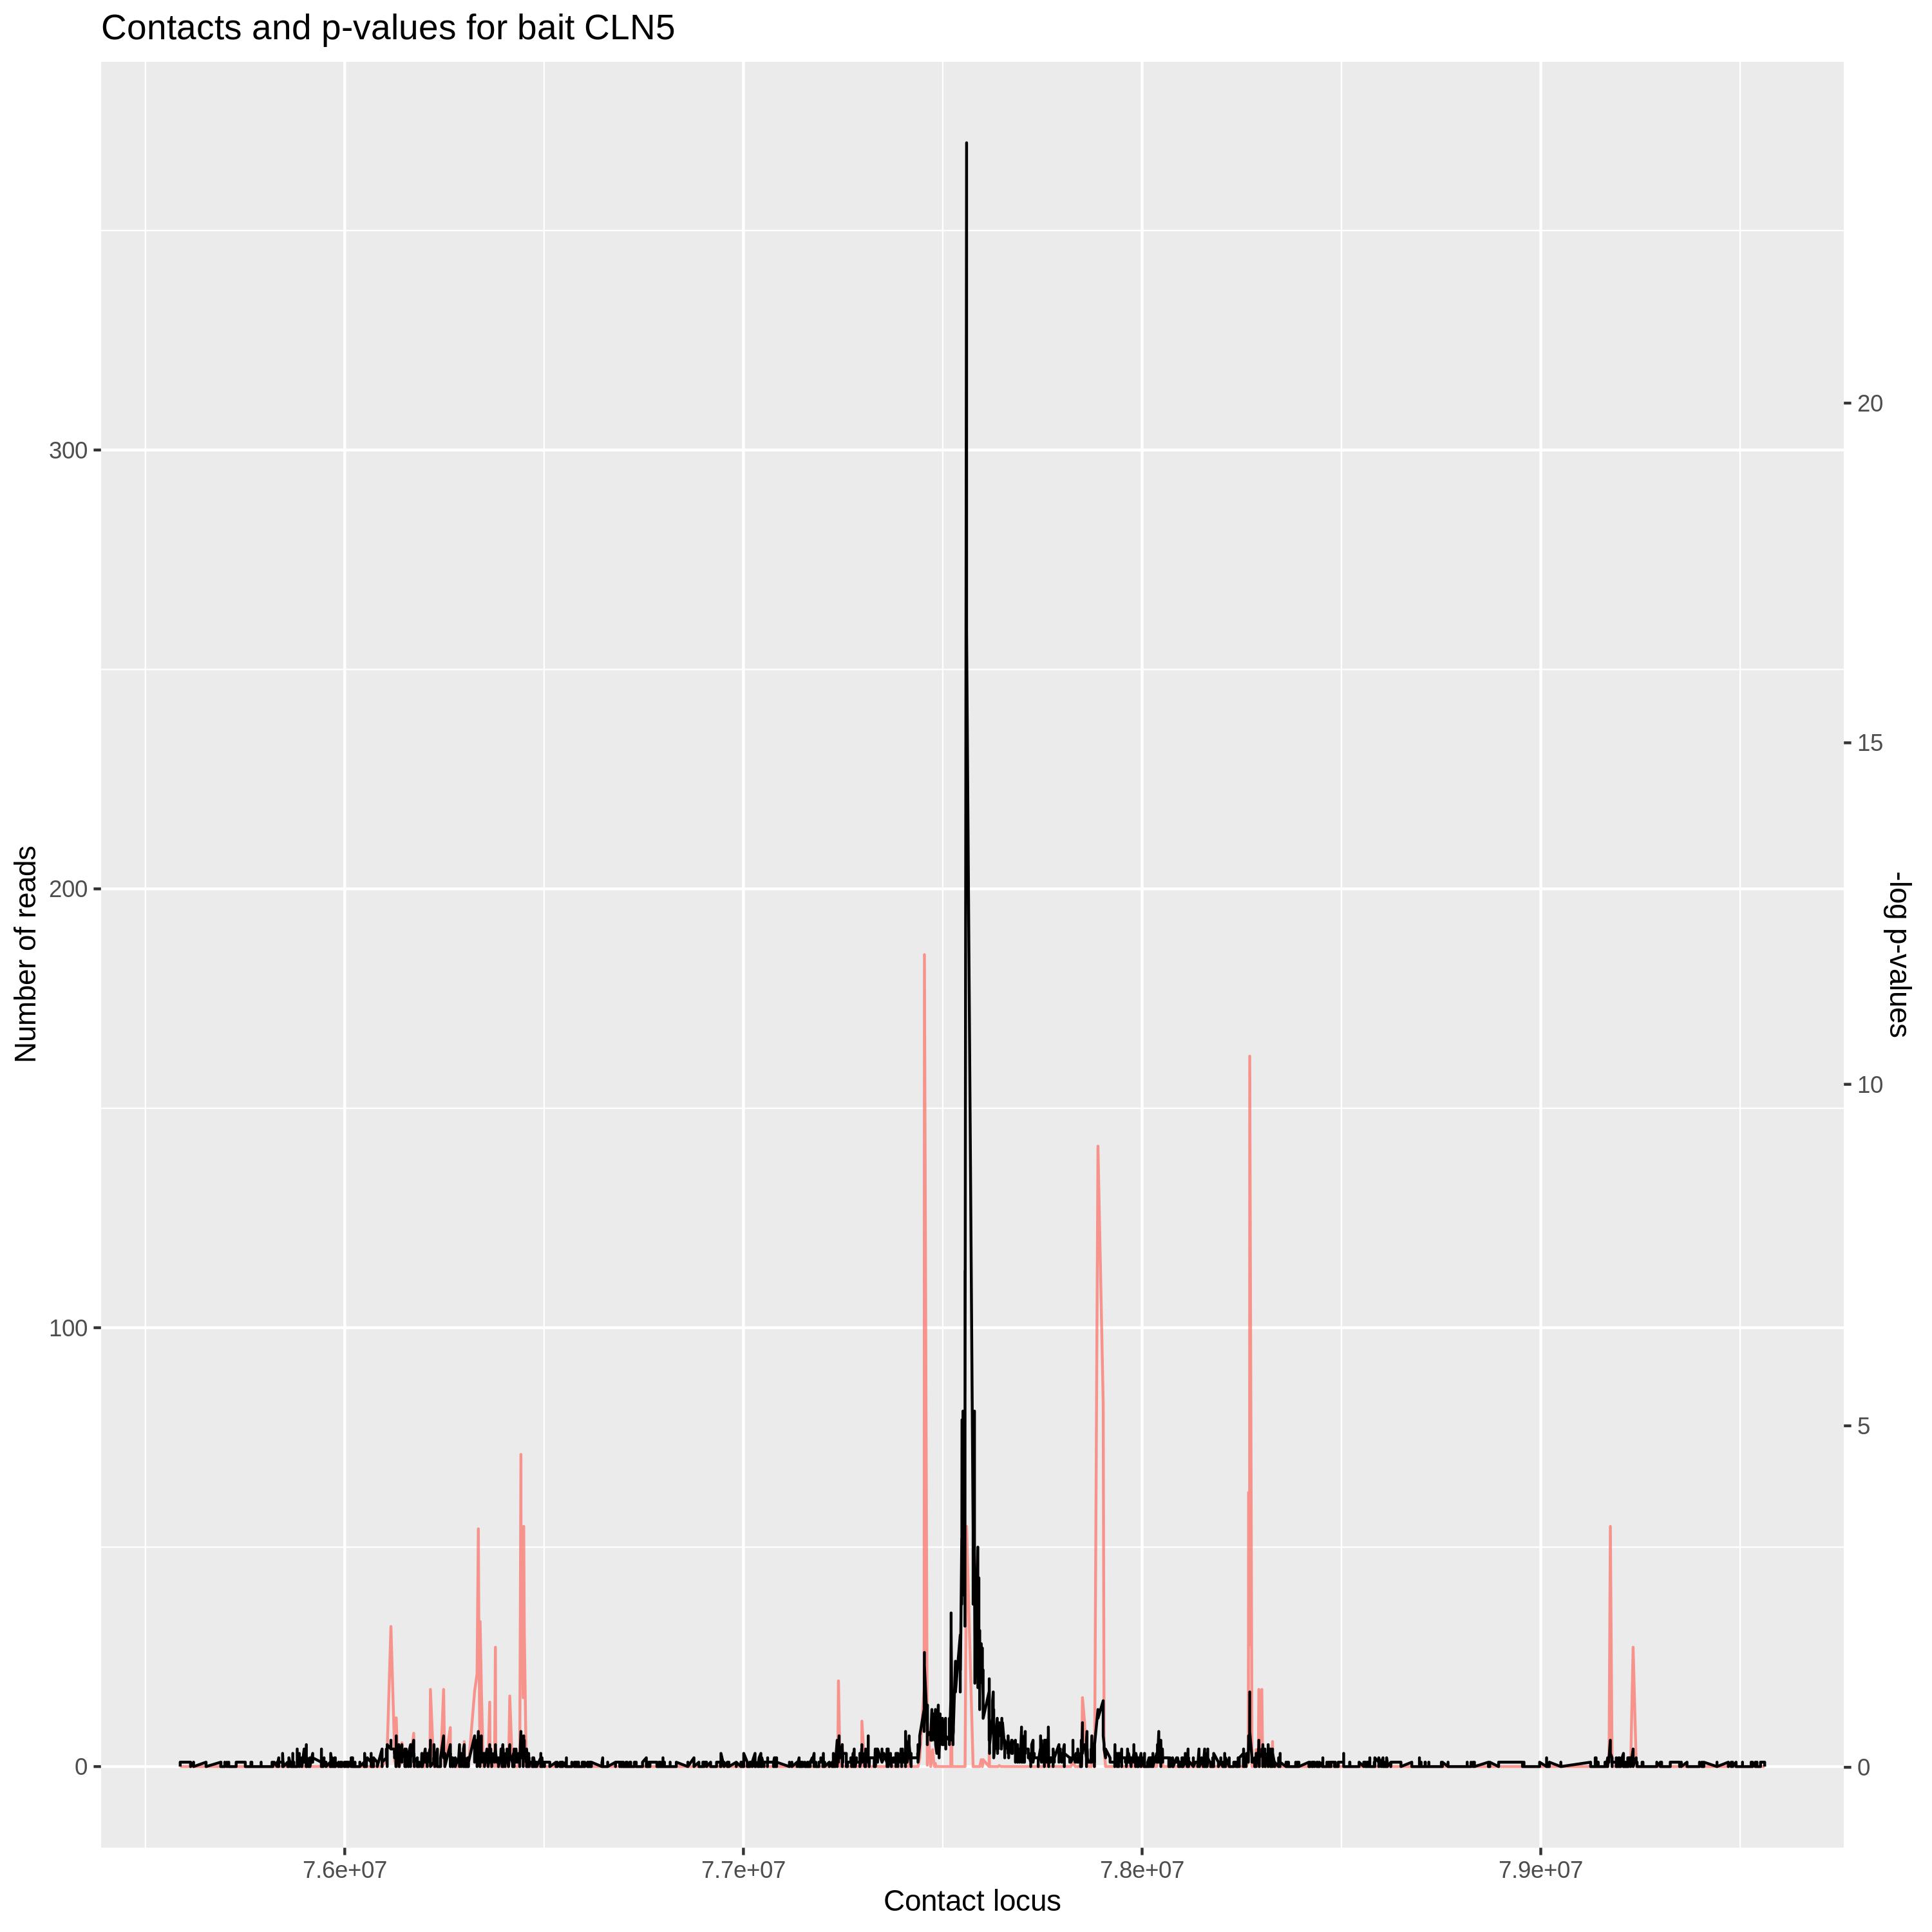 Contacts and p-values for bait CLN5
Number of reads
300
200
100
0
20
15
10
5
0
-log p-values
7.6e+07
7.7e+07
7.8e+07
7.9e+07
Contact locus